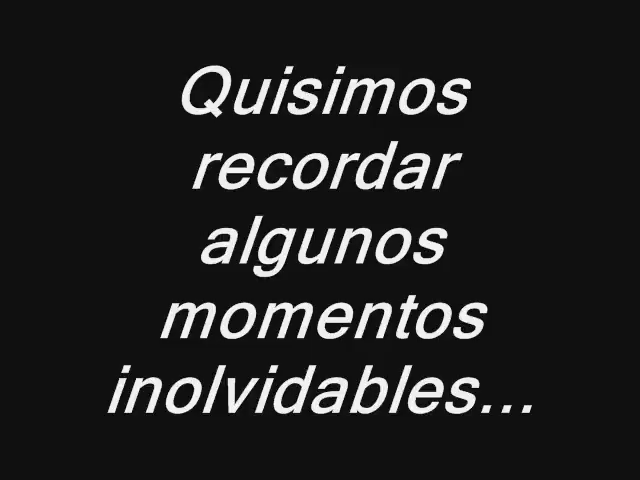 Quisimos
recordar
algunos
momentos
inolvidables...